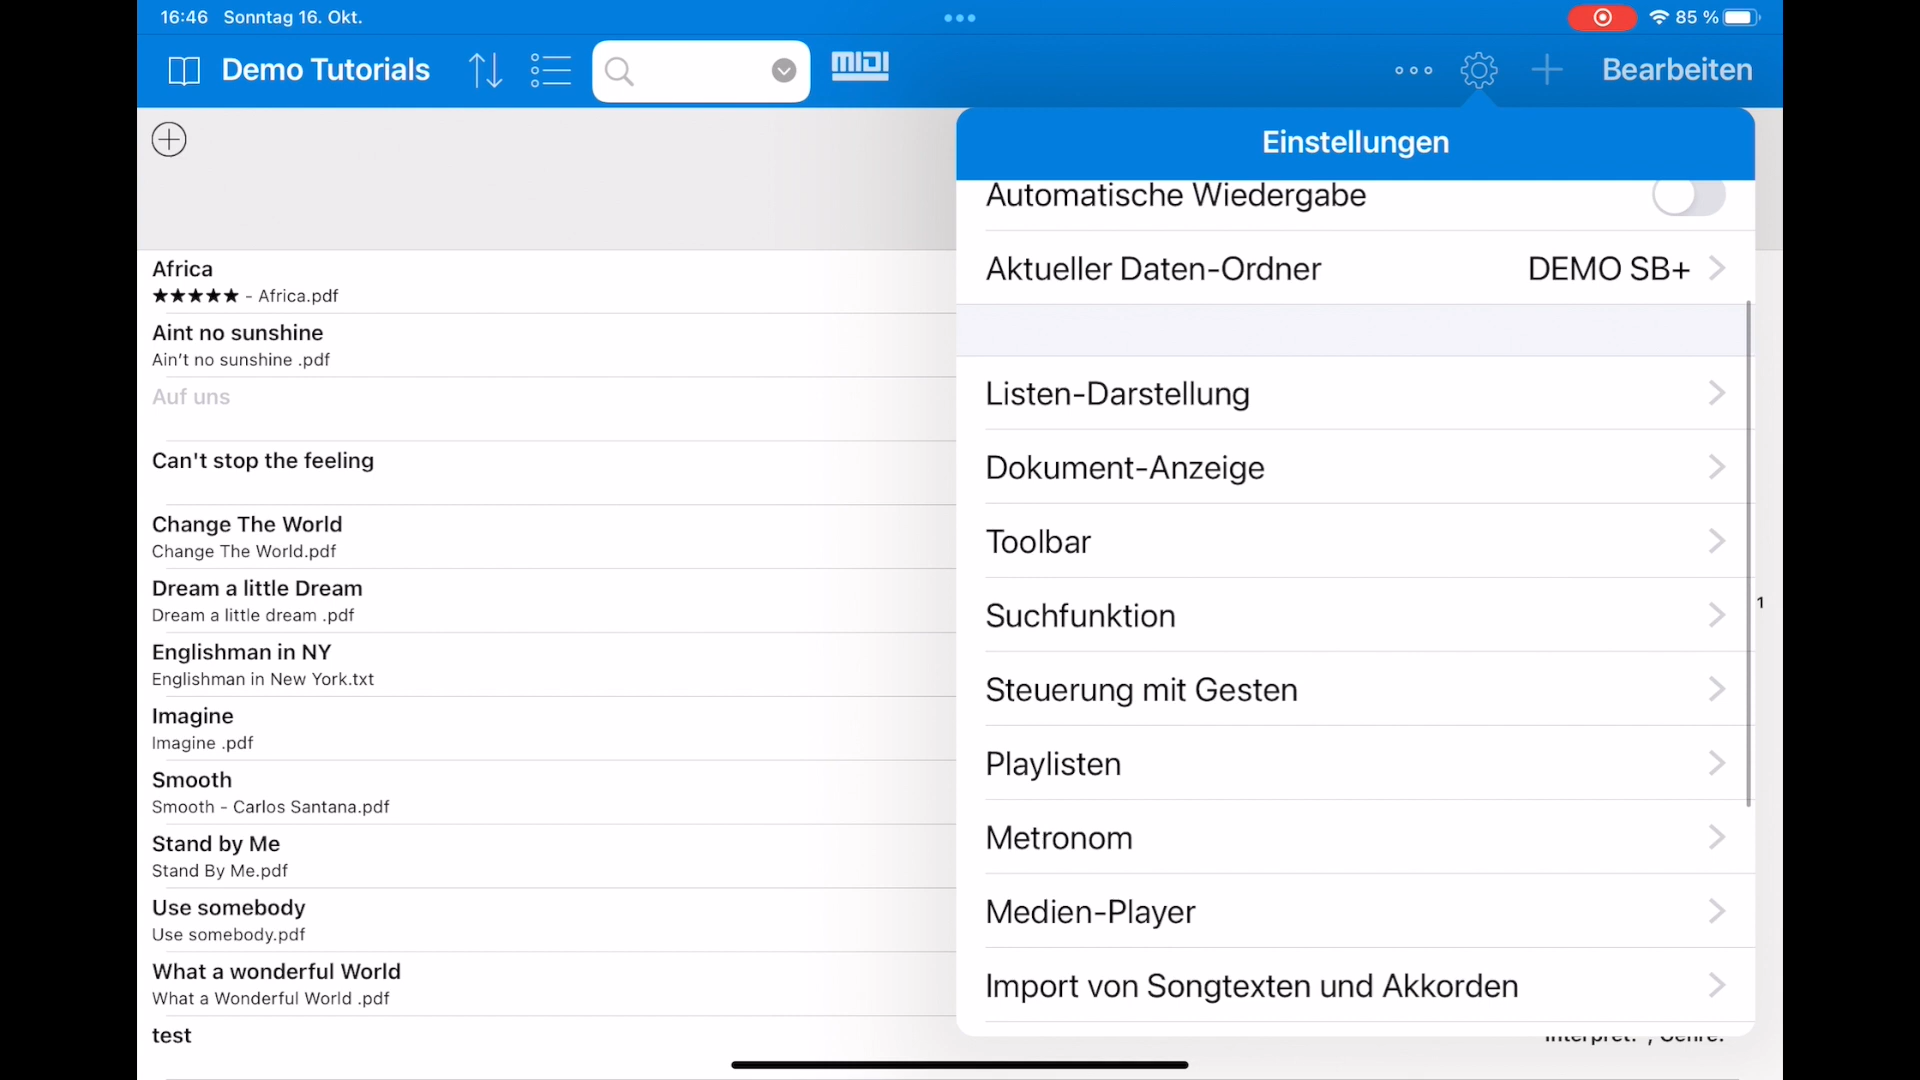 16:46 Sonntag 16. Okt.
85 %
Demo Tutorials
MIDI
Bearbeiten
Africa
★★★★★ - Africa.pdf
Aint no sunshine
Ain't no sunshine .pdf
Auf uns
Can't stop the feeling
Change The World
Change The World.pdf
Dream a little Dream
Dream a little dream .pdf
Englishman in NY
Englishman in New York.txt
Imagine
Imagine .pdf
Smooth
Smooth - Carlos Santana.pdf
Stand by Me
Stand By Me.pdf
Use somebody
Use somebody.pdf
What a wonderful World
What a Wonderful World .pdf
test
Einstellungen
Automatische Wiedergabe
Aktueller Daten-Ordner DEMO SB+
Listen-Darstellung
Dokument-Anzeige
Toolbar
Suchfunktion
Steuerung mit Gesten
Playlisten
Metronom
Medien-Player
Import von Songtexten und Akkorden
1
Interpret: , Genre: